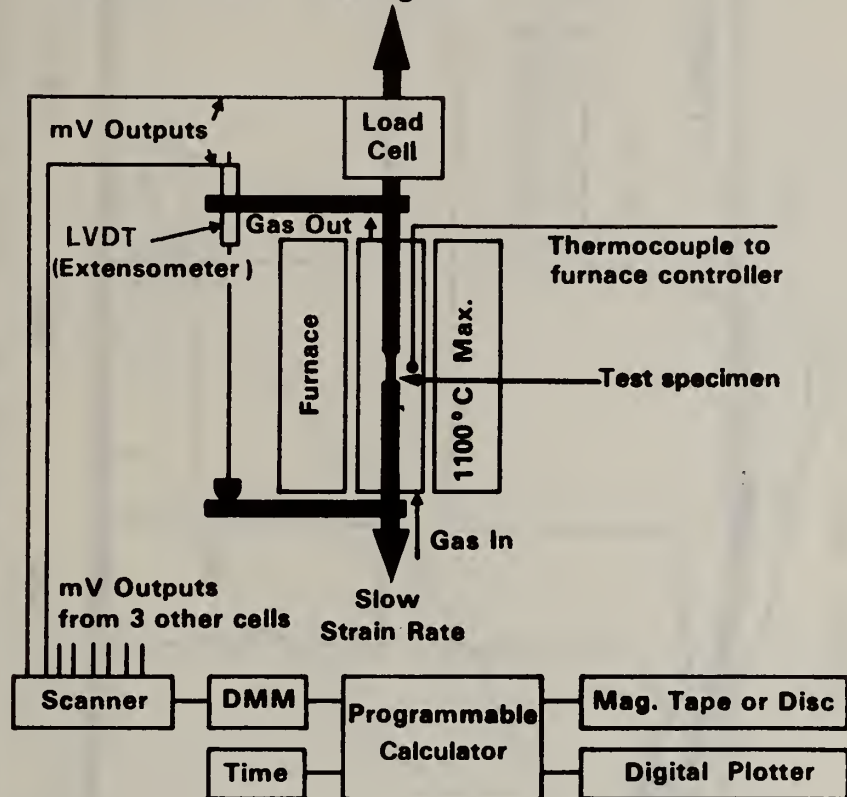 mV Outputs
Load
Cell
Gas Out
LVDT
(Extensometer)
Thermocouple to
furnace controller
Furnace
1100°C Max.
Test specimen
Gas In
Slow
Strain Rate
mV Outputs
from 3 other cells
Scanner
DMM
Programmable
Calculator
Mag. Tape or Disc
Time
Digital Plotter